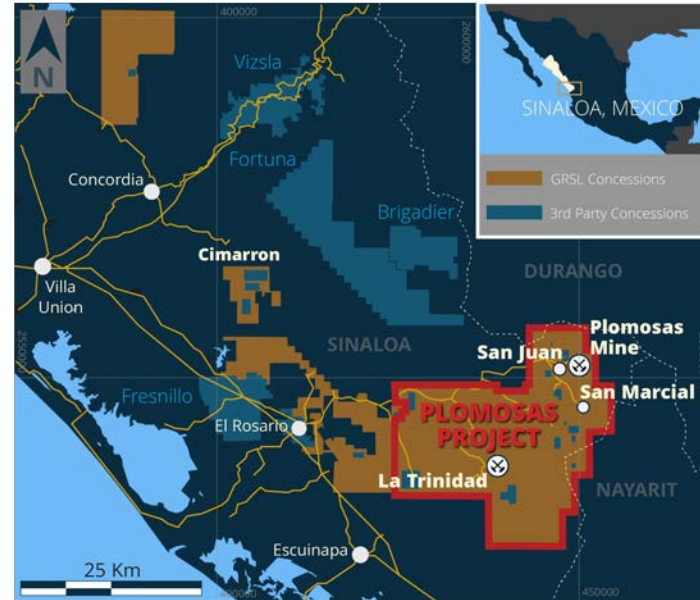 400000
2600000
N
Vizsla
SINALOA, MEXICO
Fortuna
Concordia
GRSL Concessions
3rd Party Concessions
Brigadier
Cimarron
DURANGO
Villa
Union
2550000
SINALOA
San Juan
Plomosas
Mine
Fresnillo
San Marcial
El Rosario
PLOMOSAS
PROJECT
La Trinidad
NAYARIT
Escuinapa
25 Km
400000
450000